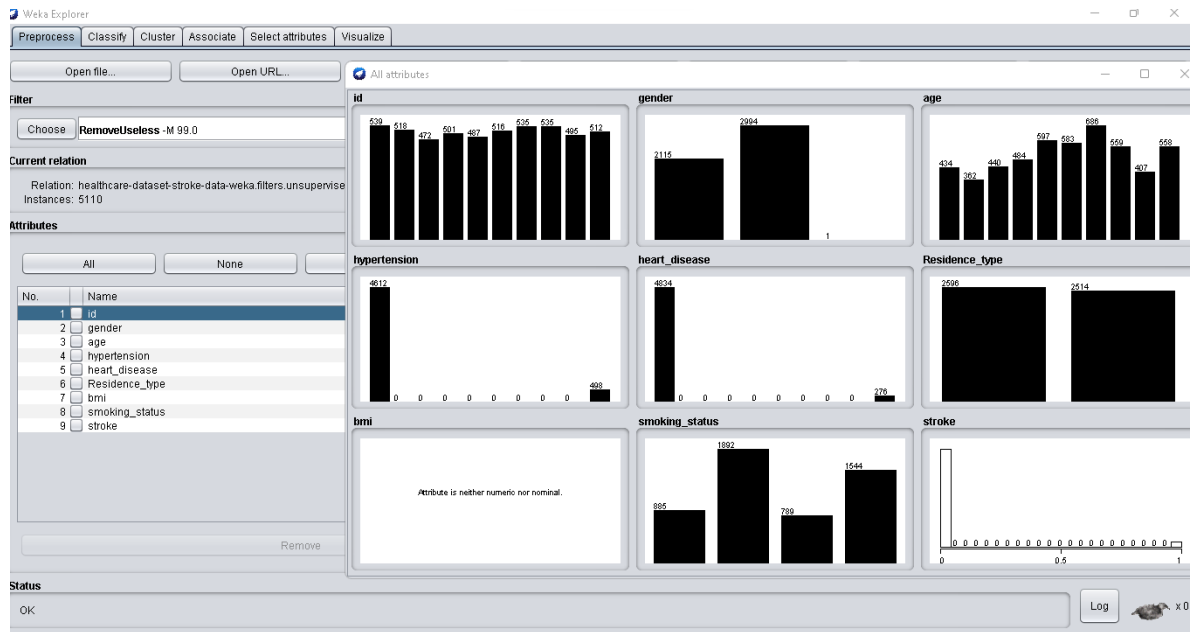 Weka Explorer
Preprocess Classify Cluster Associate Select attributes Visualize
Open file... Open URL...
Filter
Choose RemoveUseless -M 99.0
Current relation
Relation: healthcare-dataset-stroke-data-weka.filters.unsupervise
Instances: 5110
Attributes
All None
No. Name
1 id
2 gender
3 age
4 hypertension
5 heart_disease
6 Residence_type
7 bmi
8 smoking_status
9 stroke
Remove
Status
OK
Log x 0
All attributes
id
539 518 472 501 487 516 535 535 495 512
gender
2115 2994 1
age
434 362 440 484 597 583 686 559 407 558
hypertension
4612 0 0 0 0 0 0 0 0 498
heart_disease
4834 0 0 0 0 0 0 0 0 276
Residence_type
2596 2514
bmi
Attribute is neither numeric nor nominal.
smoking_status
885 1892 789 1544
stroke
0 0 0 0 0 0 0 0 0 0 0 0 0 0 0 0 0 0 0 0 0
0 0.5 1